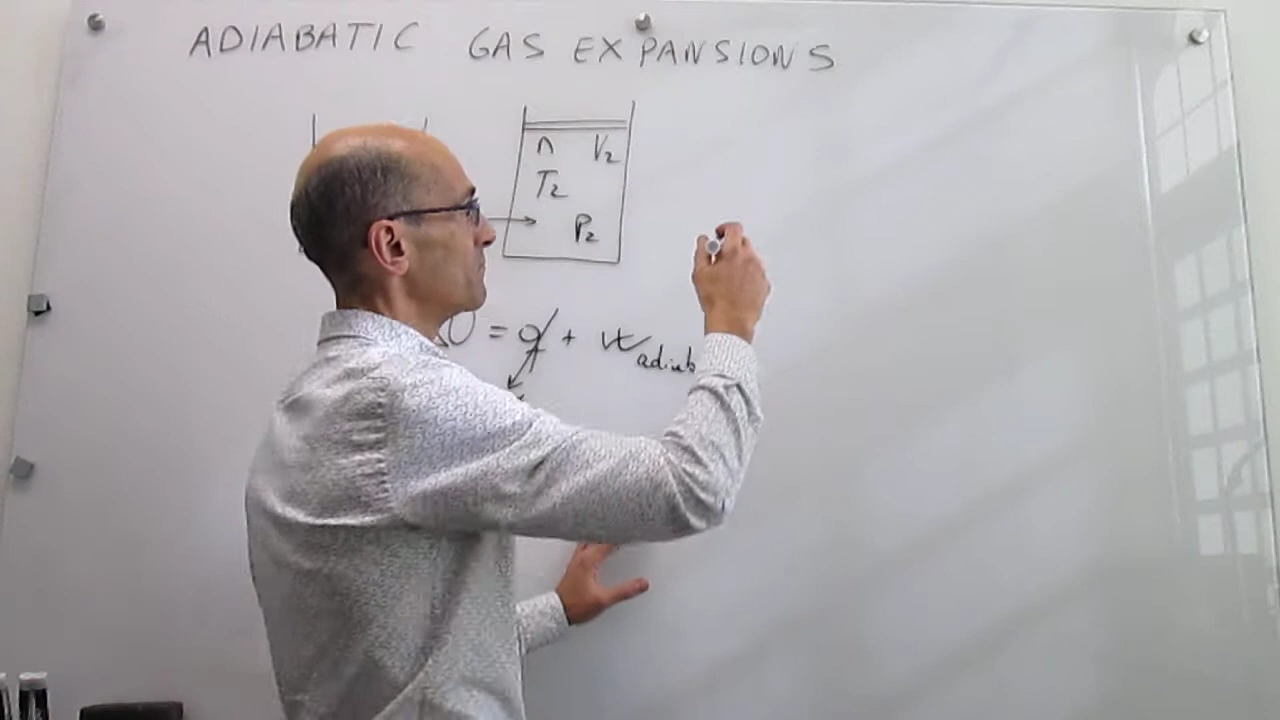 ADIABATIC GAS EXPANSIONS
n V₂
T₂
P₂
U = q + w adiab